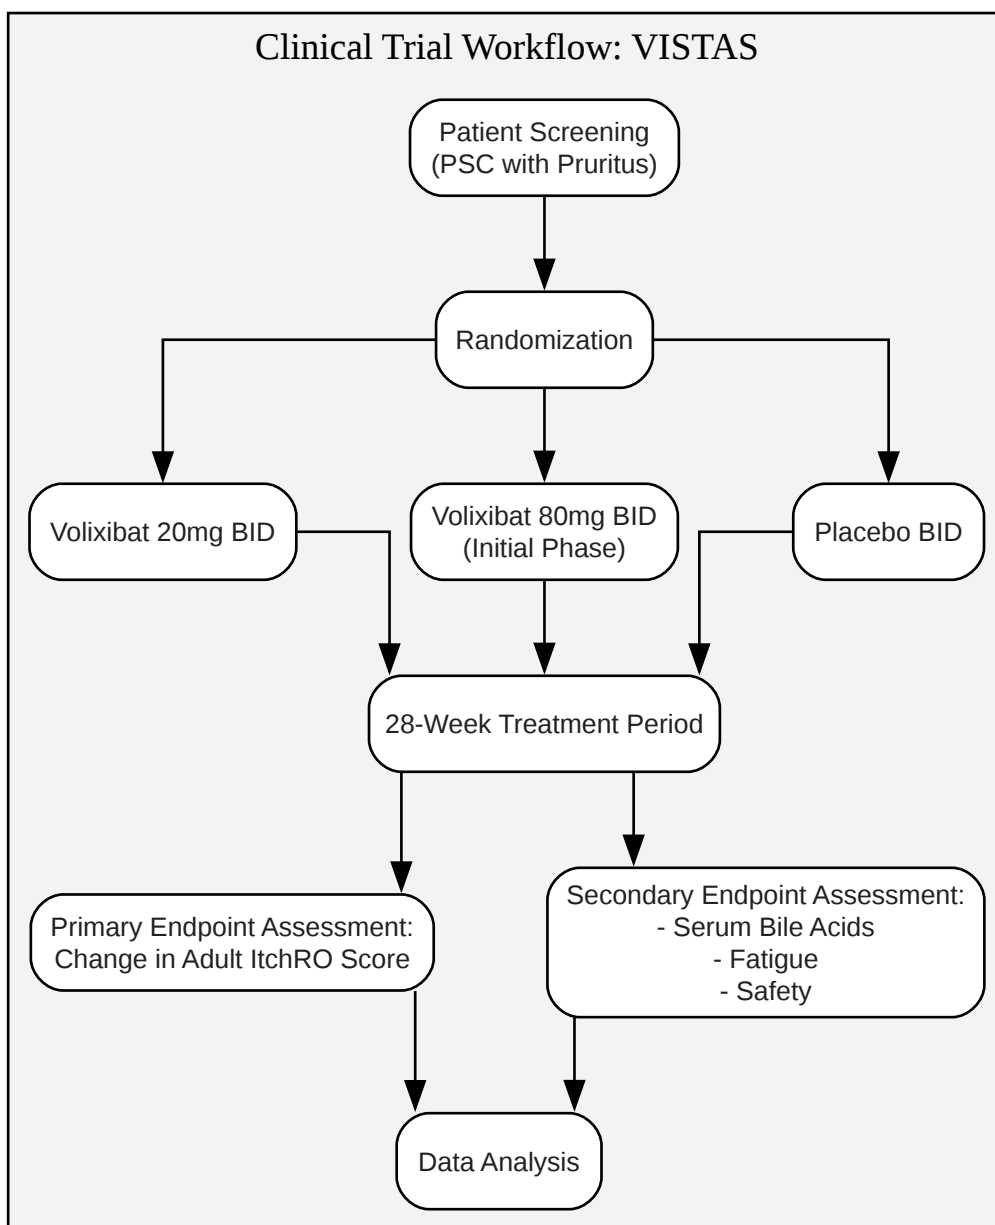 Clinical Trial Workflow: VISTAS
Patient Screening
(PSC with Pruritus)
Randomization
Volixibat 20mg BID
Volixibat 80mg BID
(Initial Phase)
Placebo BID
28-Week Treatment Period
Primary Endpoint Assessment:
Change in Adult ItchRO Score
Secondary Endpoint Assessment:
- Serum Bile Acids
- Fatigue
- Safety
Data Analysis